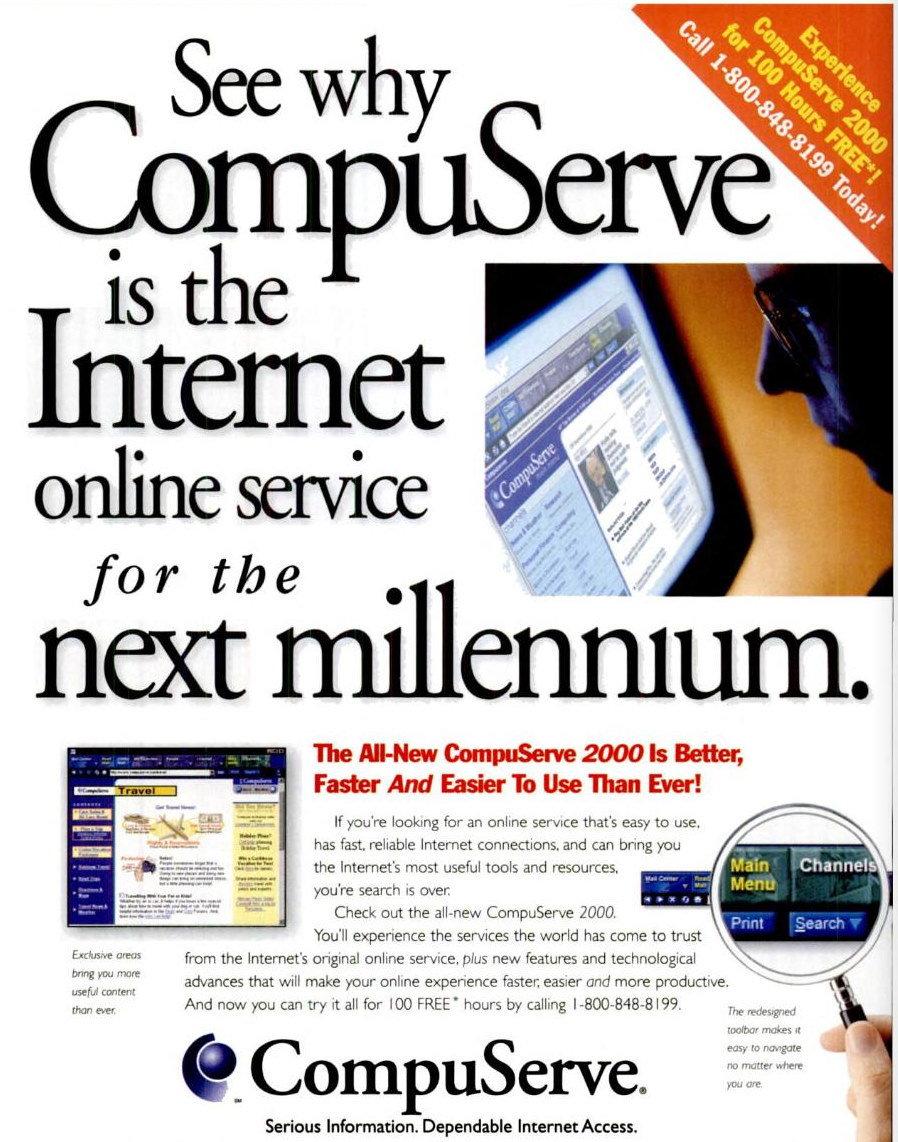 Experience
CompuServe 2000
for 100 Hours FREE*!
Call 1-800-848-8199 Today!
See why
CompuServe
is the
Internet
online service
for the
next millennium.
CompuServe
The All-New CompuServe 2000 Is Better,
Faster And Easier To Use Than Ever!
If you're looking for an online service that's easy to use,
has fast, reliable Internet connections, and can bring you
the Internet's most useful tools and resources,
you're search is over.
Check out the all-new CompuServe 2000.
You'll experience the services the world has come to trust
from the Internet's original online service, plus new features and technological
advances that will make your online experience faster, easier and more productive.
And now you can try it all for 100 FREE* hours by calling 1-800-848-8199.
CompuServe
Travel
Exclusive areas
bring you more
useful content
than ever.
Mail Center
Main
Menu
Channels
Print
Search
The redesigned
toolbar makes it
easy to navigate
no matter where
you are.
CompuServe®
SM
Serious Information. Dependable Internet Access.